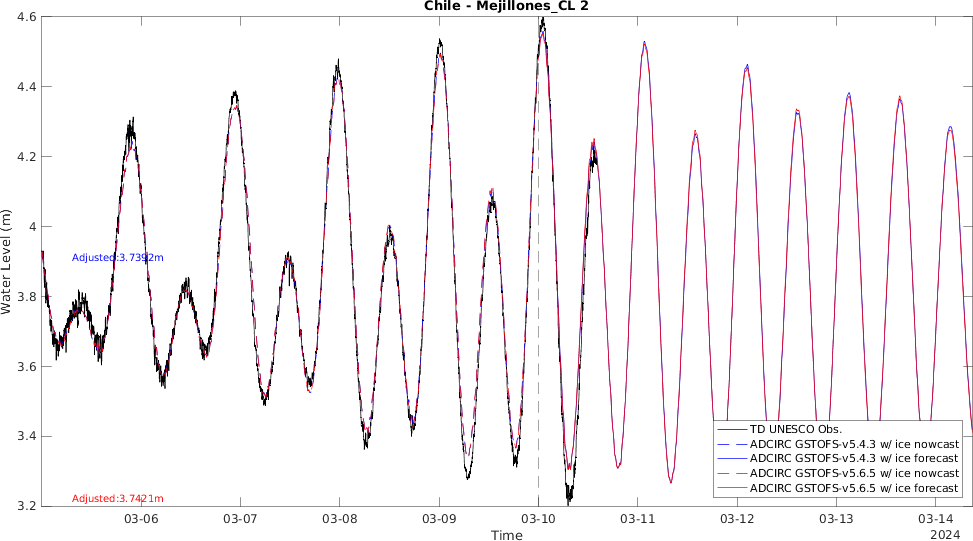 Chile - Mejillones_CL 2
4.6
4.4
4.2
4
3.8
3.6
3.4
3.2
Water Level (m)
Adjusted:3.7392m
Adjusted:3.7421m
TD UNESCO Obs.
ADCIRC GSTOFS-v5.4.3 w/ ice nowcast
ADCIRC GSTOFS-v5.4.3 w/ ice forecast
ADCIRC GSTOFS-v5.6.5 w/ ice nowcast
ADCIRC GSTOFS-v5.6.5 w/ ice forecast
03-06 03-07 03-08 03-09 03-10 03-11 03-12 03-13 03-14
2024
Time